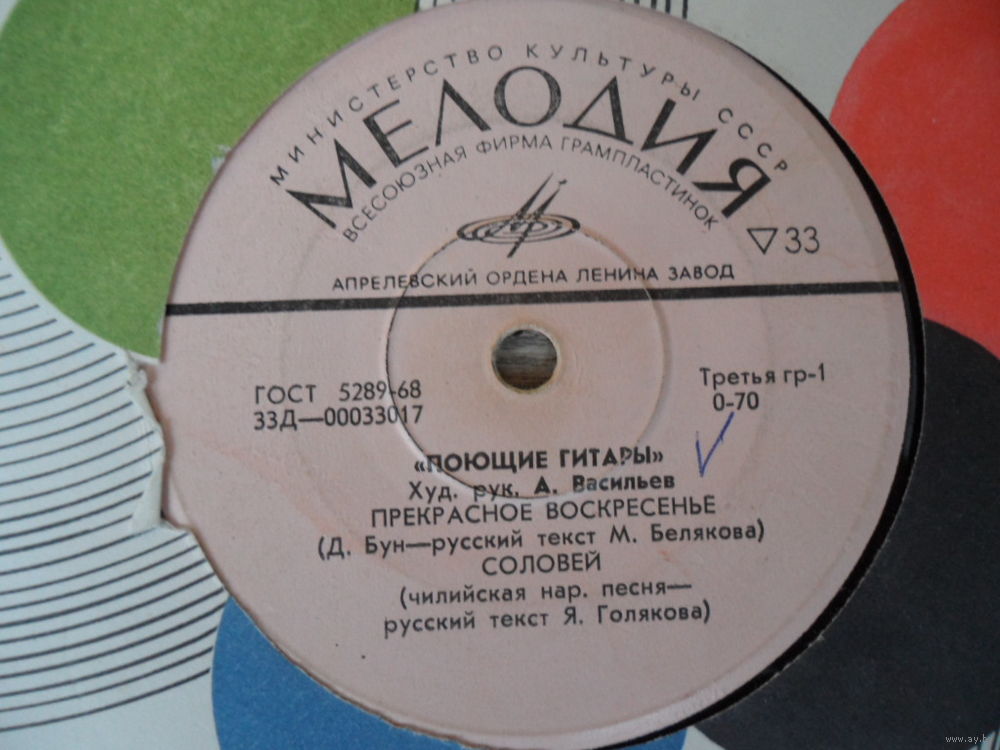 МИНИСТЕРСТВО КУЛЬТУРЫ СССР
МЕЛОДИЯ
ВСЕСОЮЗНАЯ ФИРМА ГРАМПЛАСТИНОК
▽33
АПРЕЛЕВСКИЙ ОРДЕНА ЛЕНИНА ЗАВОД
ГОСТ 5289-68
33Д—00033017
Третья гр-1
0-70
«ПОЮЩИЕ ГИТАРЫ»
Худ. рук. А. Васильев
ПРЕКРАСНОЕ ВОСКРЕСЕНЬЕ
(Д. Бун—русский текст М. Белякова)
СОЛОВЕЙ
(чилийская нар. песня—
русский текст Я. Голякова)